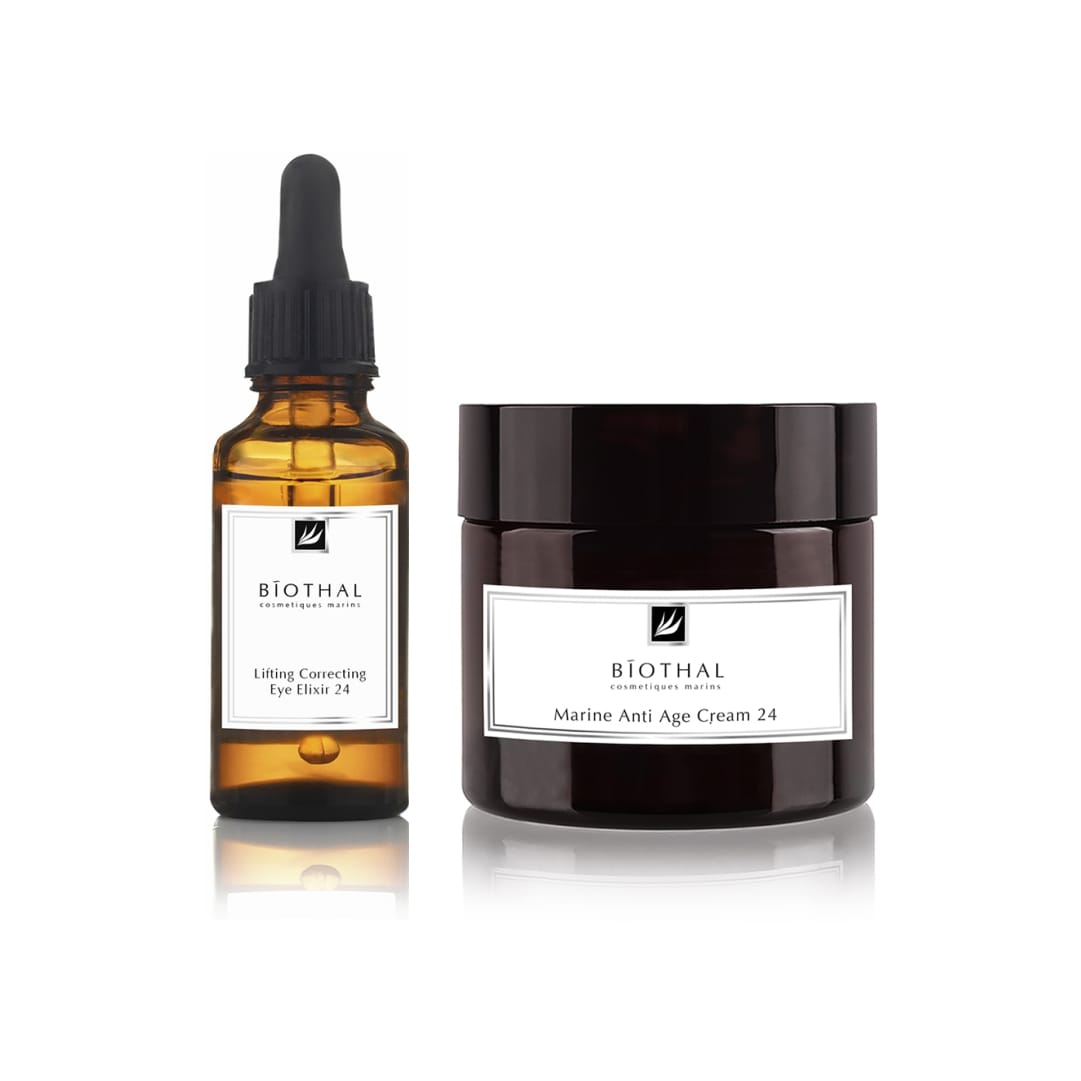 BĪOTHAL
cosmetiques marins
Lifting Correcting
Eye Elixir 24
BĪOTHAL
cosmetiques marins
Marine Anti Age Cream 24